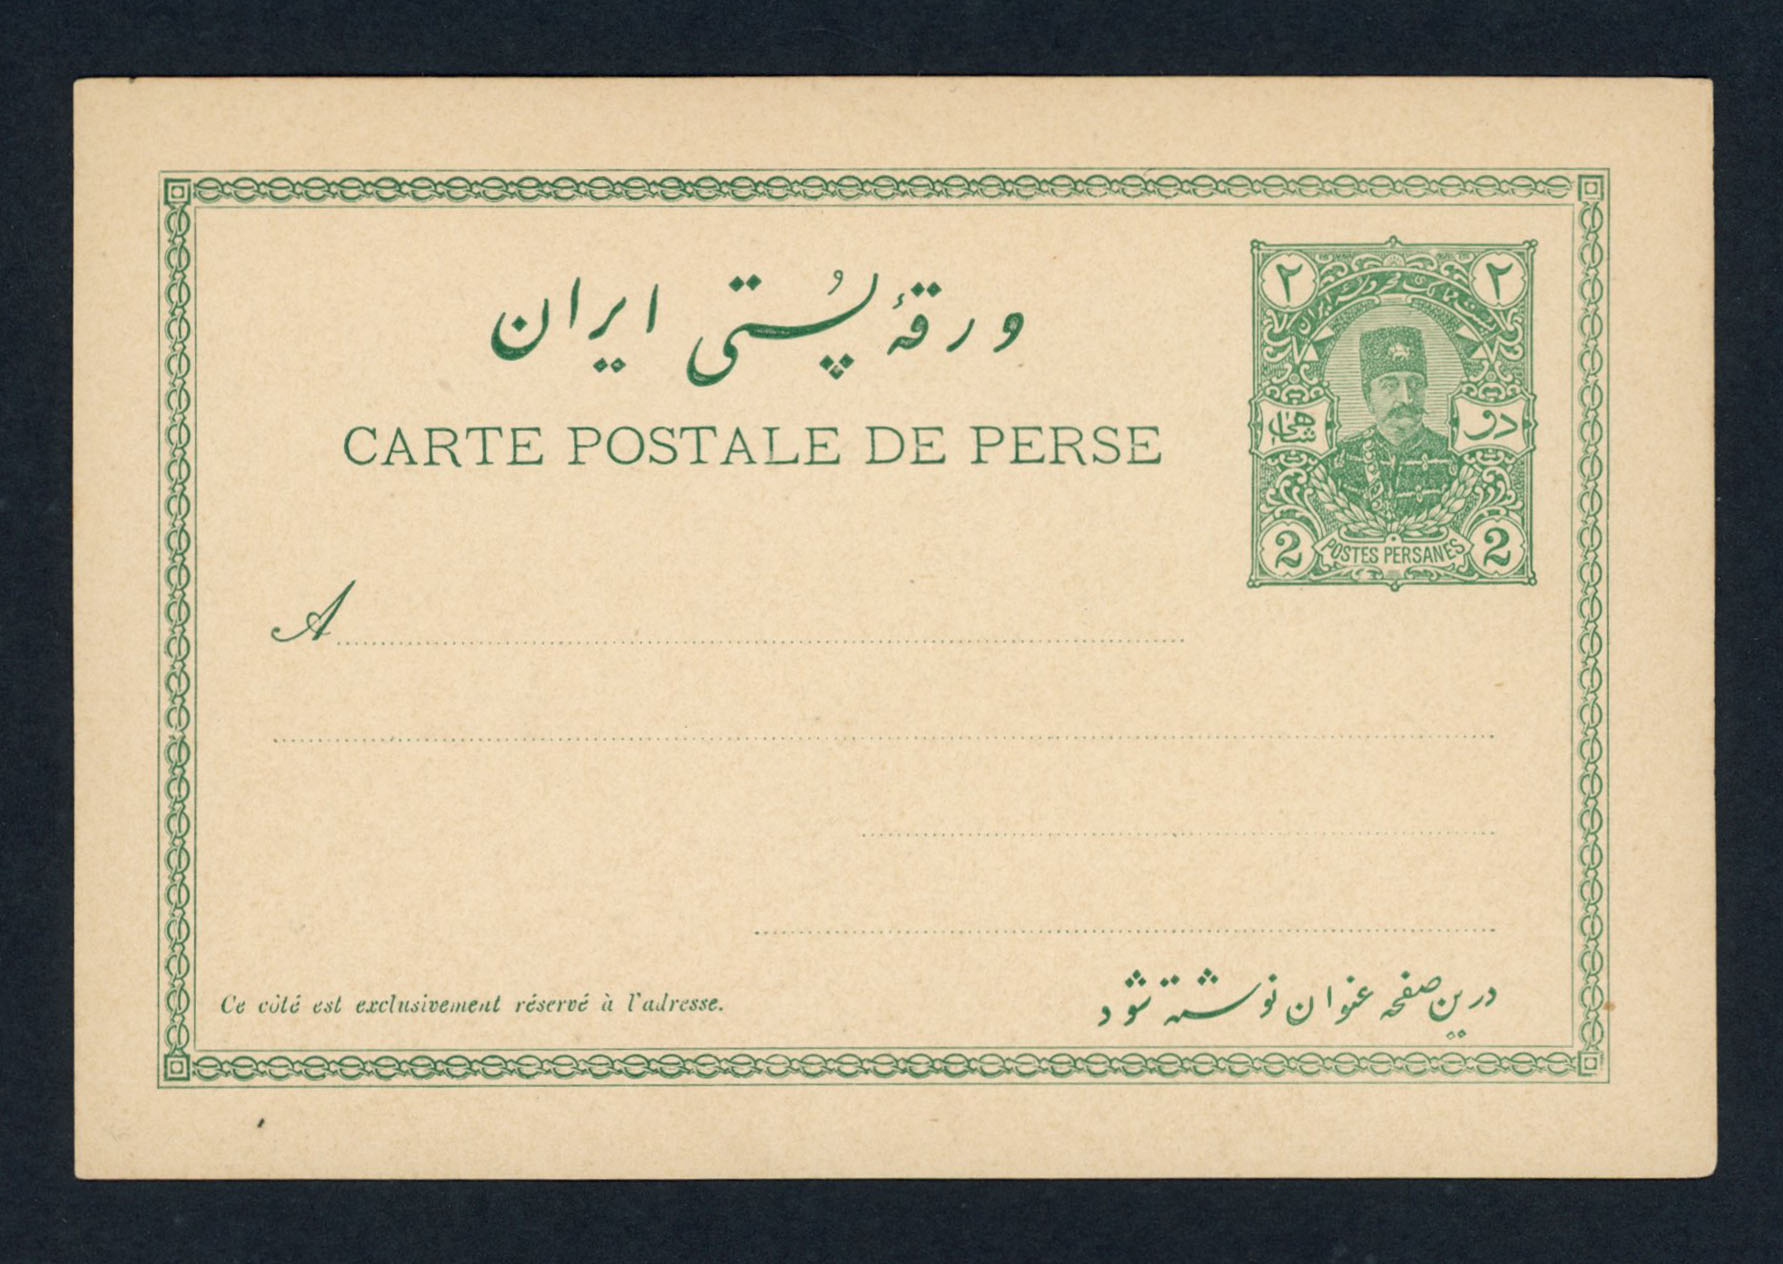 ورقهٔ پُستی ایران
CARTE POSTALE DE PERSE
۲ ۲
شاهی دو
2 POSTES PERSANES 2
A
Ce côté est exclusivement réservé à l'adresse.
درین صفحه عنوان نوشته شود